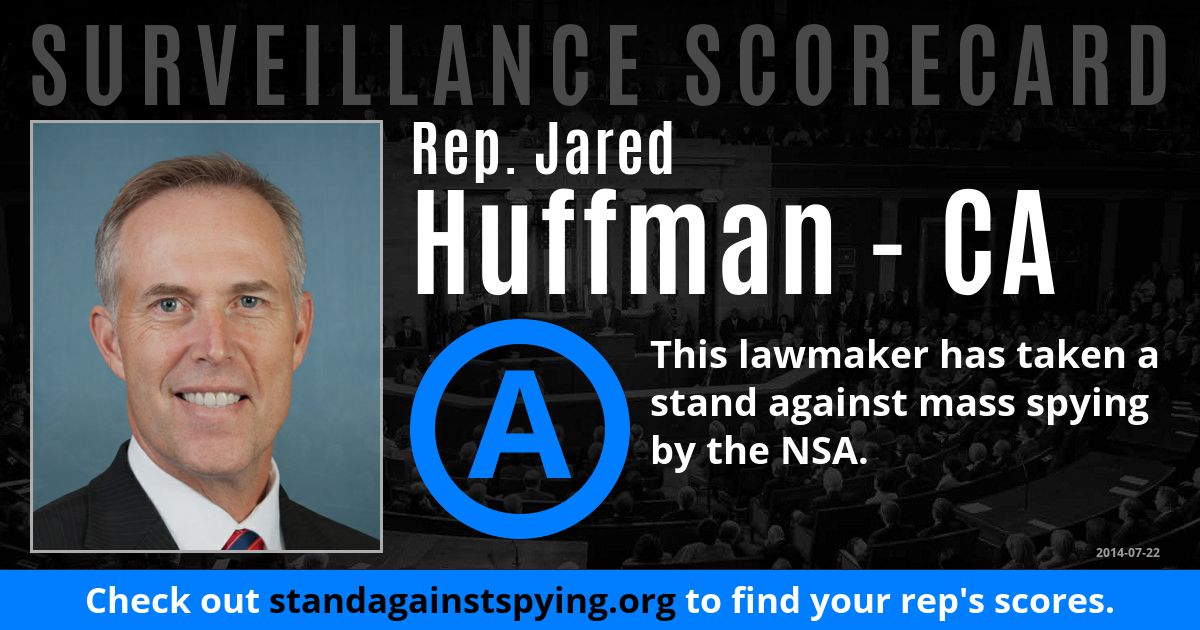 SURVEILLANCE SCORECARD
Rep. Jared
Huffman - CA
A
This lawmaker has taken a
stand against mass spying
by the NSA.
2014-07-22
Check out standagainstspying.org to find your rep's scores.